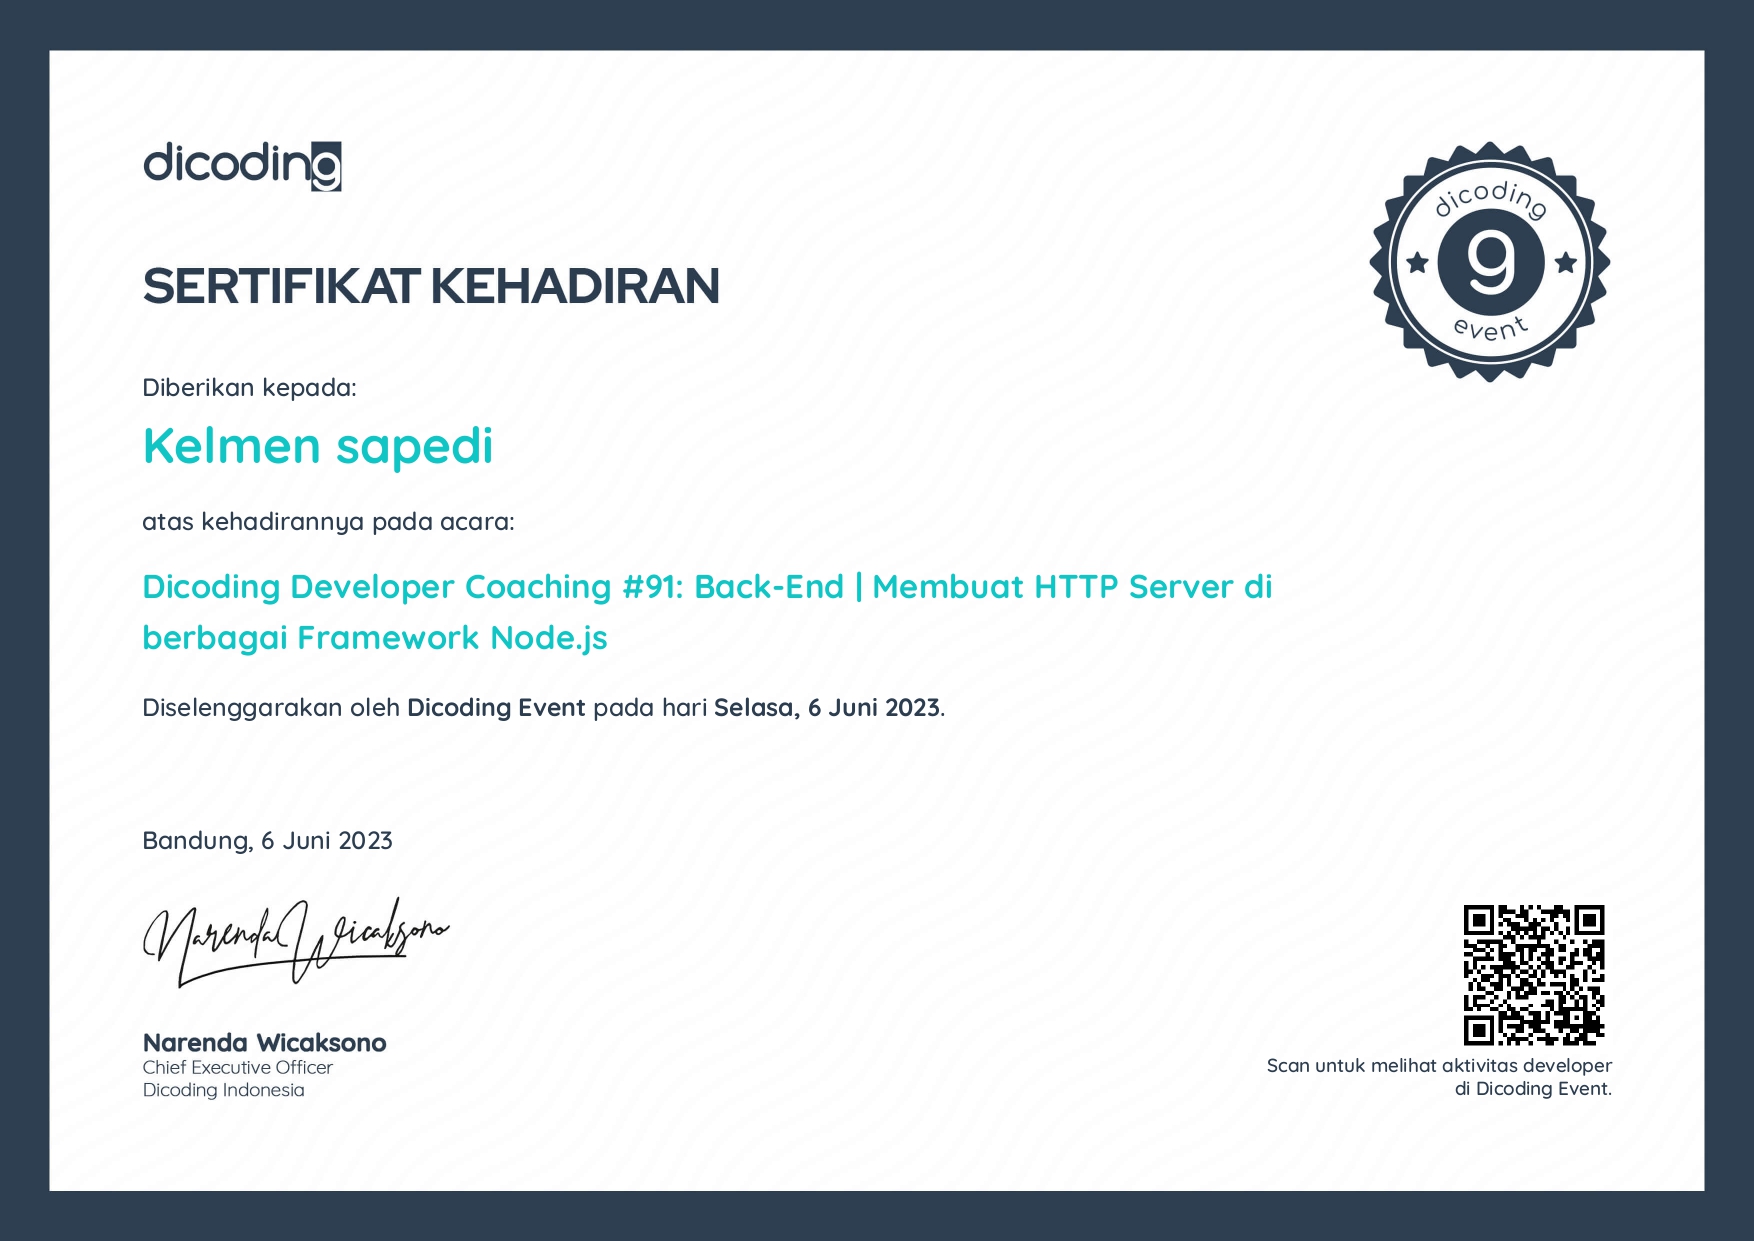 dicoding
SERTIFIKAT KEHADIRAN
dicoding
g
event
Diberikan kepada:
Kelmen sapedi
atas kehadirannya pada acara:
Dicoding Developer Coaching #91: Back-End | Membuat HTTP Server di
berbagai Framework Node.js
Diselenggarakan oleh Dicoding Event pada hari Selasa, 6 Juni 2023.
Bandung, 6 Juni 2023
Narenda Wicaksono
Narenda Wicaksono
Chief Executive Officer
Dicoding Indonesia
Scan untuk melihat aktivitas developer
di Dicoding Event.